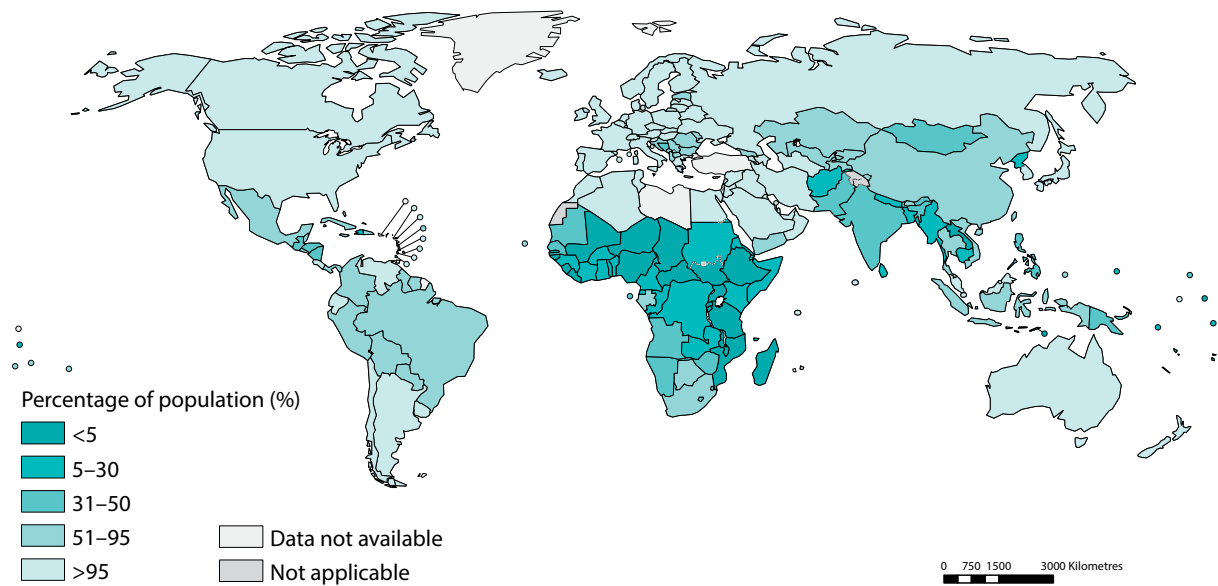 Percentage of population (%)
<5
5–30
31–50
51–95
>95
Data not available
Not applicable
0 750 1500 3000 Kilometres